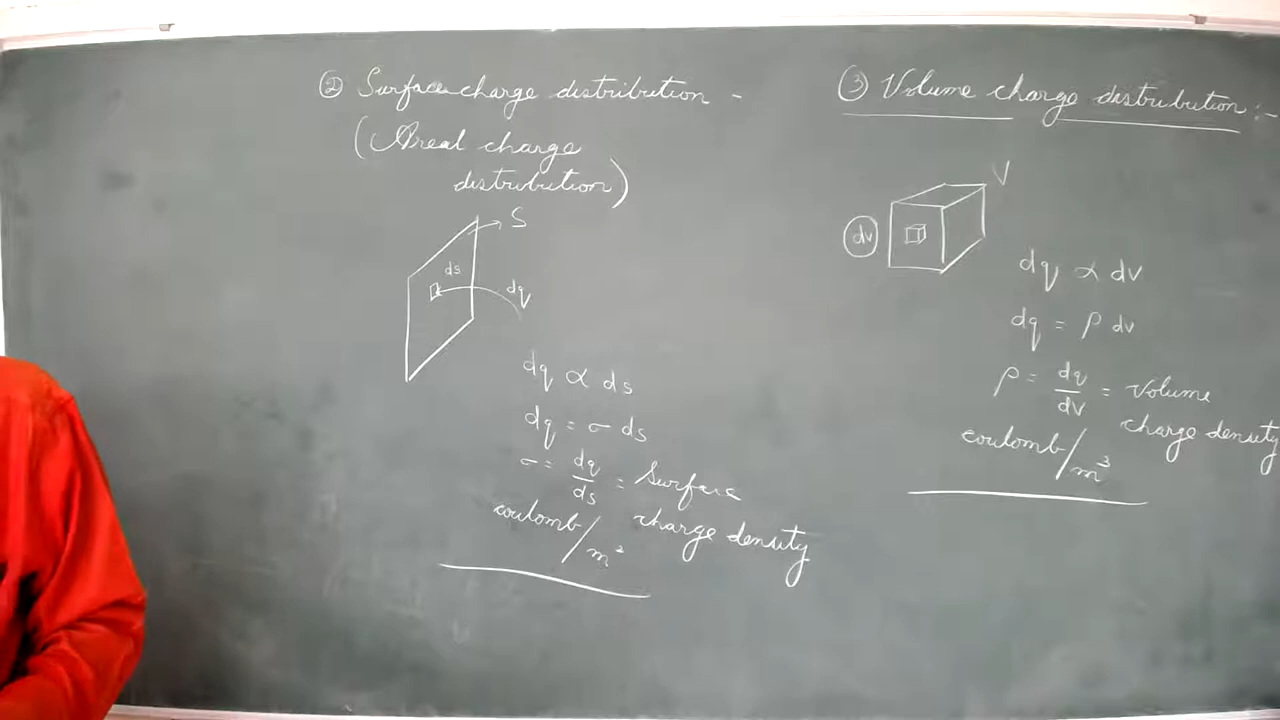 ② Surface charge distribution -
(Areal charge
distribution)
S
ds
dq
dq ∝ ds
dq = σ ds
σ = dq/ds = Surface
charge density
coulomb/m²
③ Volume charge distribution :-
V
dv
dq ∝ dv
dq = ρ dv
ρ = dq/dv = Volume
charge density
coulomb/m³